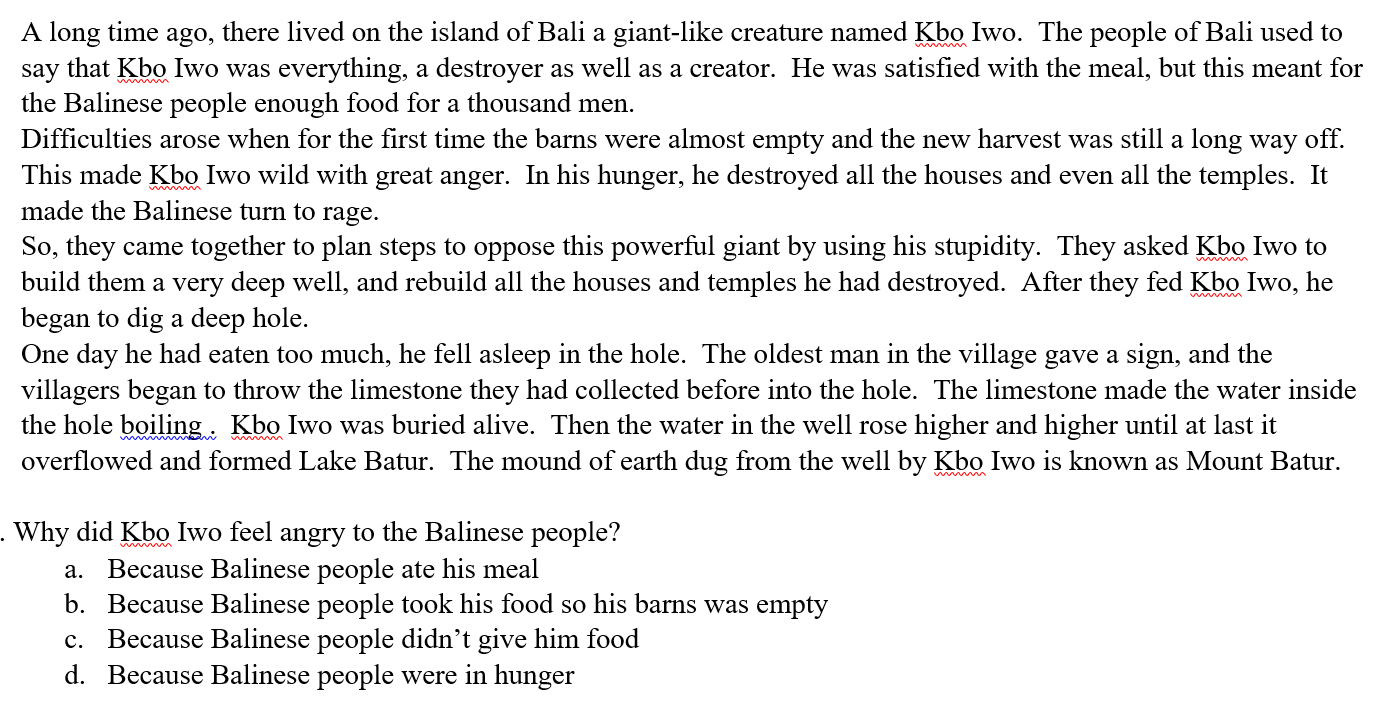 A long time ago, there lived on the island of Bali a giant-like creature named Kbo Iwo.  The people of Bali used to
say that Kbo Iwo was everything, a destroyer as well as a creator.  He was satisfied with the meal, but this meant for
the Balinese people enough food for a thousand men.
Difficulties arose when for the first time the barns were almost empty and the new harvest was still a long way off.
This made Kbo Iwo wild with great anger.  In his hunger, he destroyed all the houses and even all the temples.  It
made the Balinese turn to rage.
So, they came together to plan steps to oppose this powerful giant by using his stupidity.  They asked Kbo Iwo to
build them a very deep well, and rebuild all the houses and temples he had destroyed.  After they fed Kbo Iwo, he
began to dig a deep hole.
One day he had eaten too much, he fell asleep in the hole.  The oldest man in the village gave a sign, and the
villagers began to throw the limestone they had collected before into the hole.  The limestone made the water inside
the hole boiling .  Kbo Iwo was buried alive.  Then the water in the well rose higher and higher until at last it
overflowed and formed Lake Batur.  The mound of earth dug from the well by Kbo Iwo is known as Mount Batur.
. Why did Kbo Iwo feel angry to the Balinese people?
a. Because Balinese people ate his meal
b. Because Balinese people took his food so his barns was empty
c. Because Balinese people didn’t give him food
d. Because Balinese people were in hunger